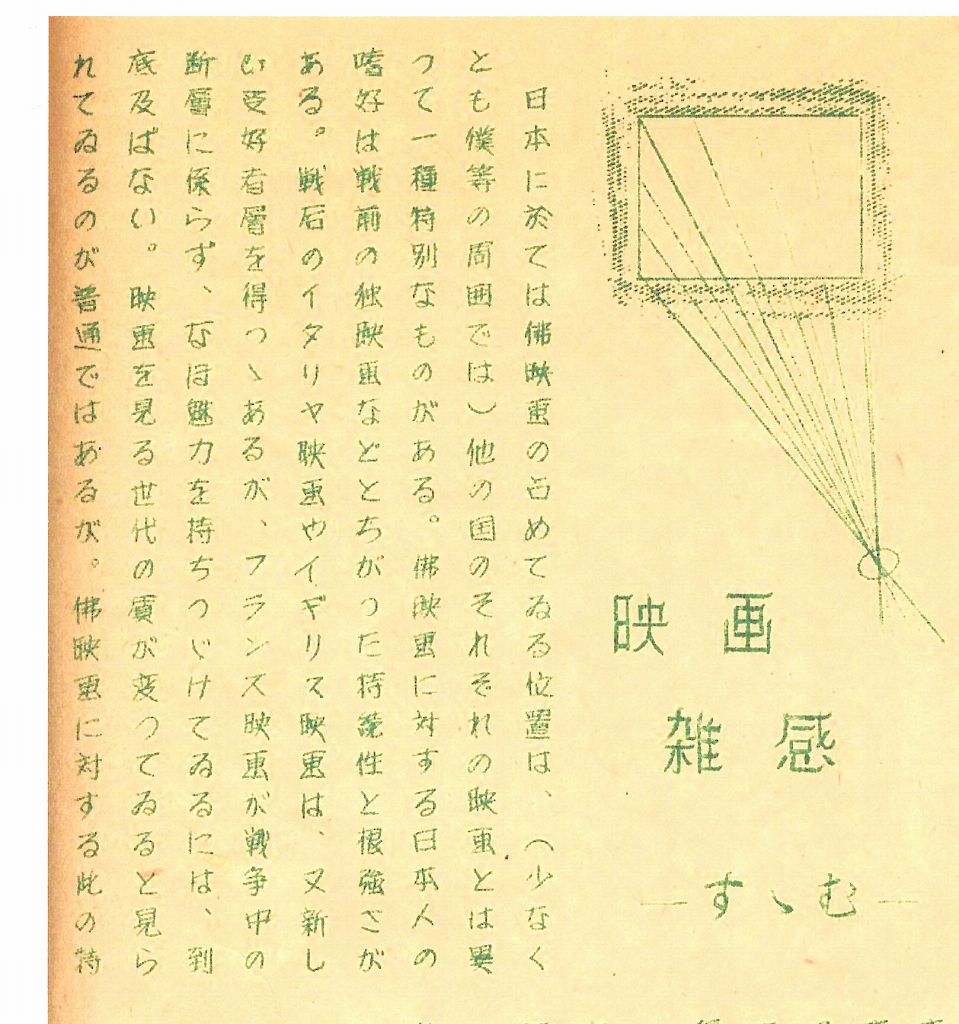 映画
雑感
―すゝむ―
日本に於ては佛映画の占めてゐる位置は、（少なく
とも僕等の周囲では）他の国のそれぞれの映画とは異
つて一種特別なものがある。佛映画に対する日本人の
嗜好は戦前の独映画などとちがつた持続性と根強さが
ある。戦后のイタリヤ映画やイギリス映画は、又新し
い愛好者層を得つゝあるが、フランス映画が戦争中の
断層に係らず、なほ魅力を持ちつゞけてゐるには、到
底及ばない。映画を見る世代の質が変つてゐると見ら
れてゐるのが普通ではあるが。佛映画に対する此の特